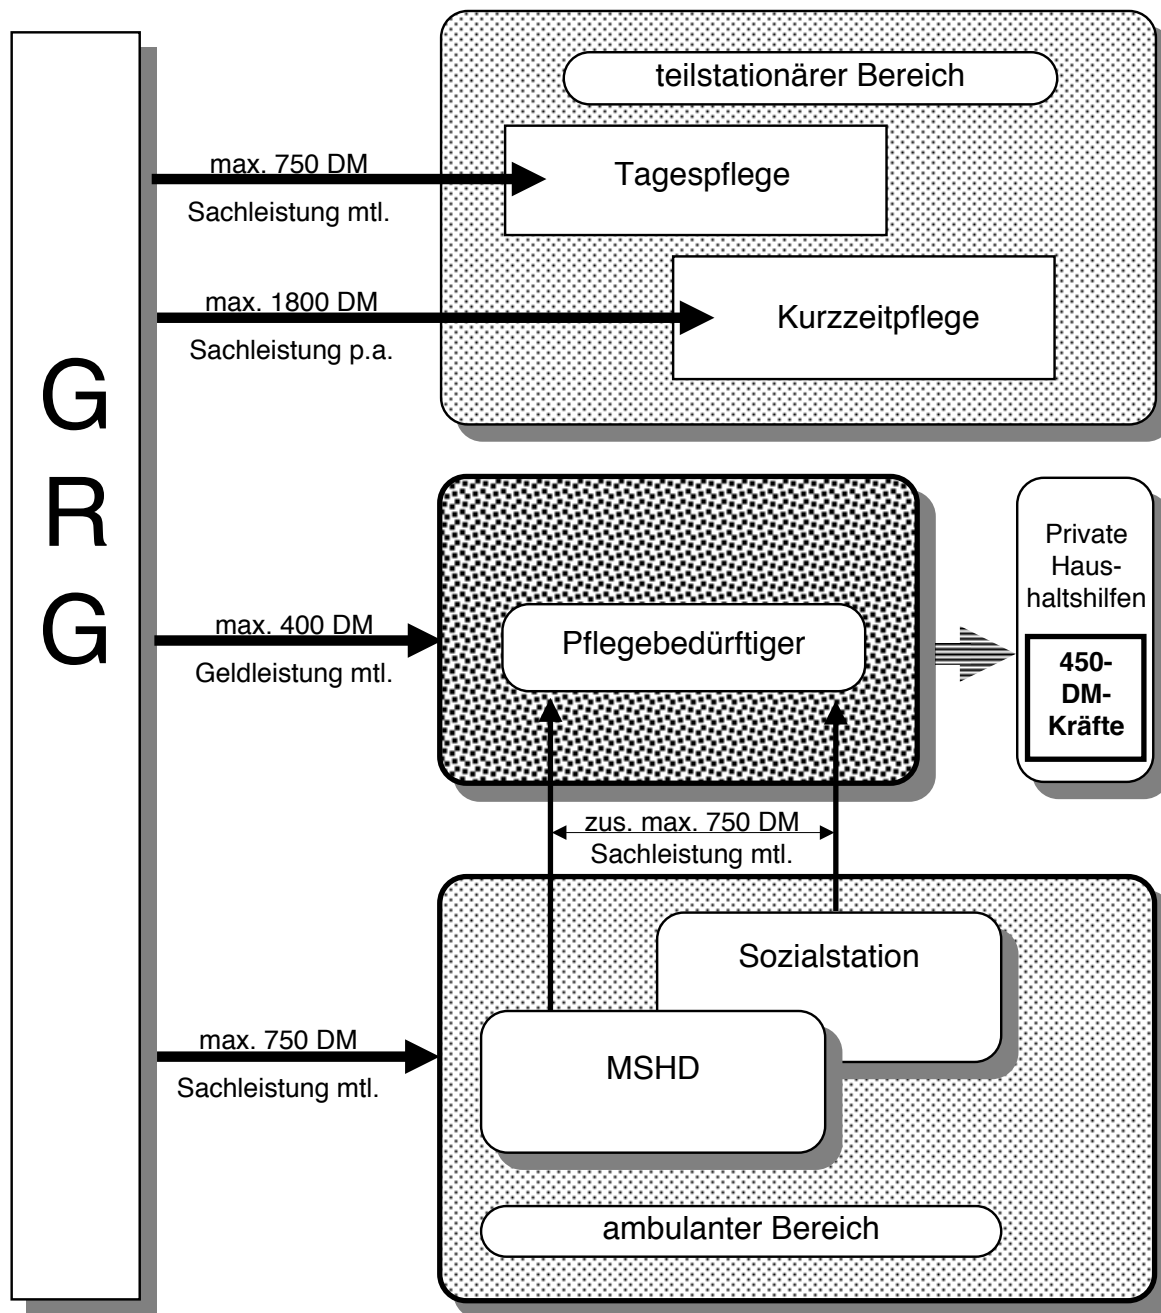 teilstationärer Bereich
max. 750 DM
Sachleistung mtl.
Tagespflege
max. 1800 DM
Sachleistung p.a.
Kurzzeitpflege
G
R
G
max. 400 DM
Geldleistung mtl.
Pflegebedürftiger
Private
Haus-
haltshilfen
450-
DM-
Kräfte
zus. max. 750 DM
Sachleistung mtl.
Sozialstation
max. 750 DM
Sachleistung mtl.
MSHD
ambulanter Bereich